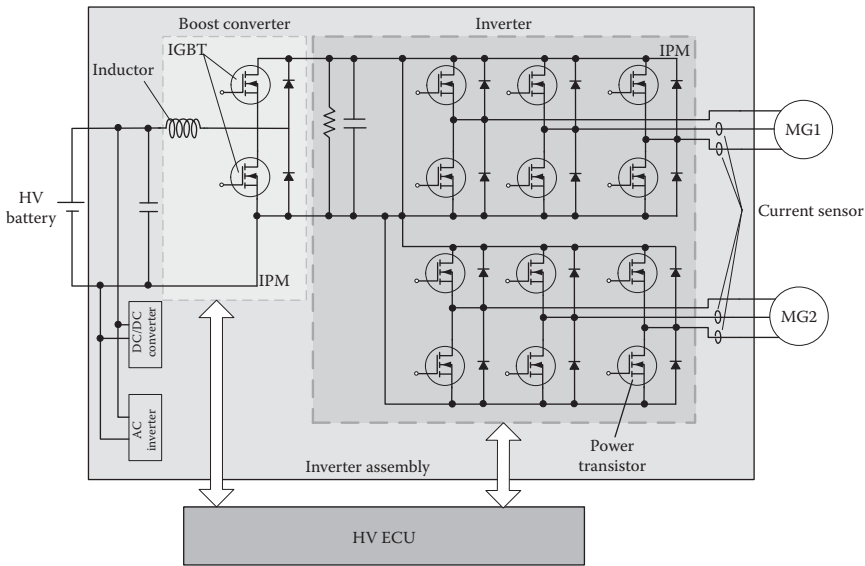 Boost converter
Inverter
IGBT
IPM
Inductor
MG1
HV
battery
Current sensor
IPM
DC/DC
converter
MG2
AC
inverter
Power
transistor
Inverter assembly
HV ECU